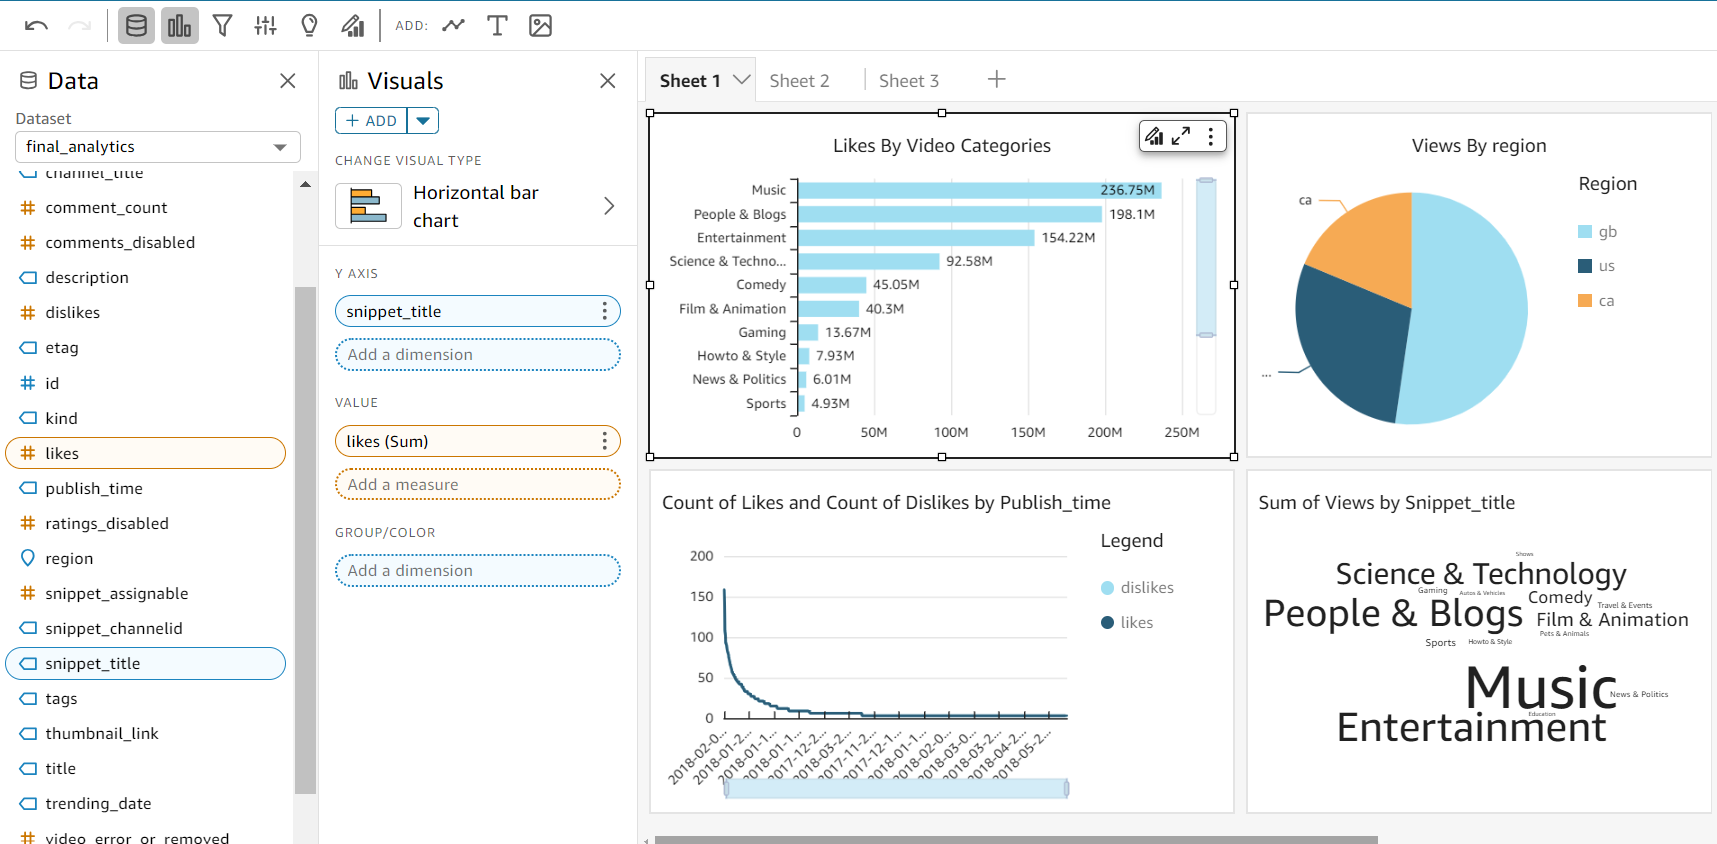 ADD:
Data
Dataset
final_analytics
channel_title
comment_count
comments_disabled
description
dislikes
etag
id
kind
likes
publish_time
ratings_disabled
region
snippet_assignable
snippet_channelid
snippet_title
tags
thumbnail_link
title
trending_date
video_error_or_removed
Visuals
+ ADD
CHANGE VISUAL TYPE
Horizontal bar
chart
Y AXIS
snippet_title
Add a dimension
VALUE
likes (Sum)
Add a measure
GROUP/COLOR
Add a dimension
Sheet 1
Sheet 2
Sheet 3
Likes By Video Categories
Music 236.75M
People & Blogs 198.1M
Entertainment 154.22M
Science & Techno... 92.58M
Comedy 45.05M
Film & Animation 40.3M
Gaming 13.67M
Howto & Style 7.93M
News & Politics 6.01M
Sports 4.93M
0 50M 100M 150M 200M 250M
Views By region
ca
...
Region
gb
us
ca
Count of Likes and Count of Dislikes by Publish_time
200
150
100
50
0
2018-02-0... 2018-01-2... 2018-01-1... 2018-01-1... 2017-12-2... 2018-03-2... 2017-11-2... 2017-12-1... 2018-01-1... 2018-02-0... 2018-03-0... 2018-03-2... 2018-04-2... 2018-05-2...
Legend
dislikes
likes
Sum of Views by Snippet_title
Shows
Science & Technology
Gaming
Autos & Vehicles
Comedy
Travel & Events
People & Blogs
Film & Animation
Pets & Animals
Sports
Howto & Style
Music
News & Politics
Education
Entertainment